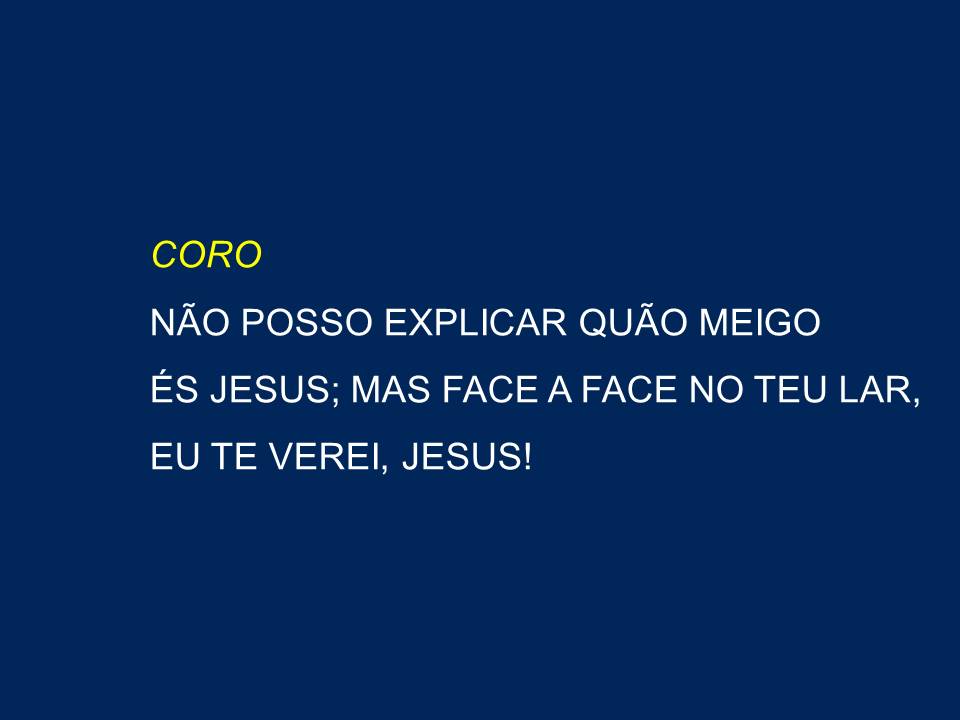 CORO
NÃO POSSO EXPLICAR QUÃO MEIGO
ÉS JESUS; MAS FACE A FACE NO TEU LAR,
EU TE VEREI, JESUS!